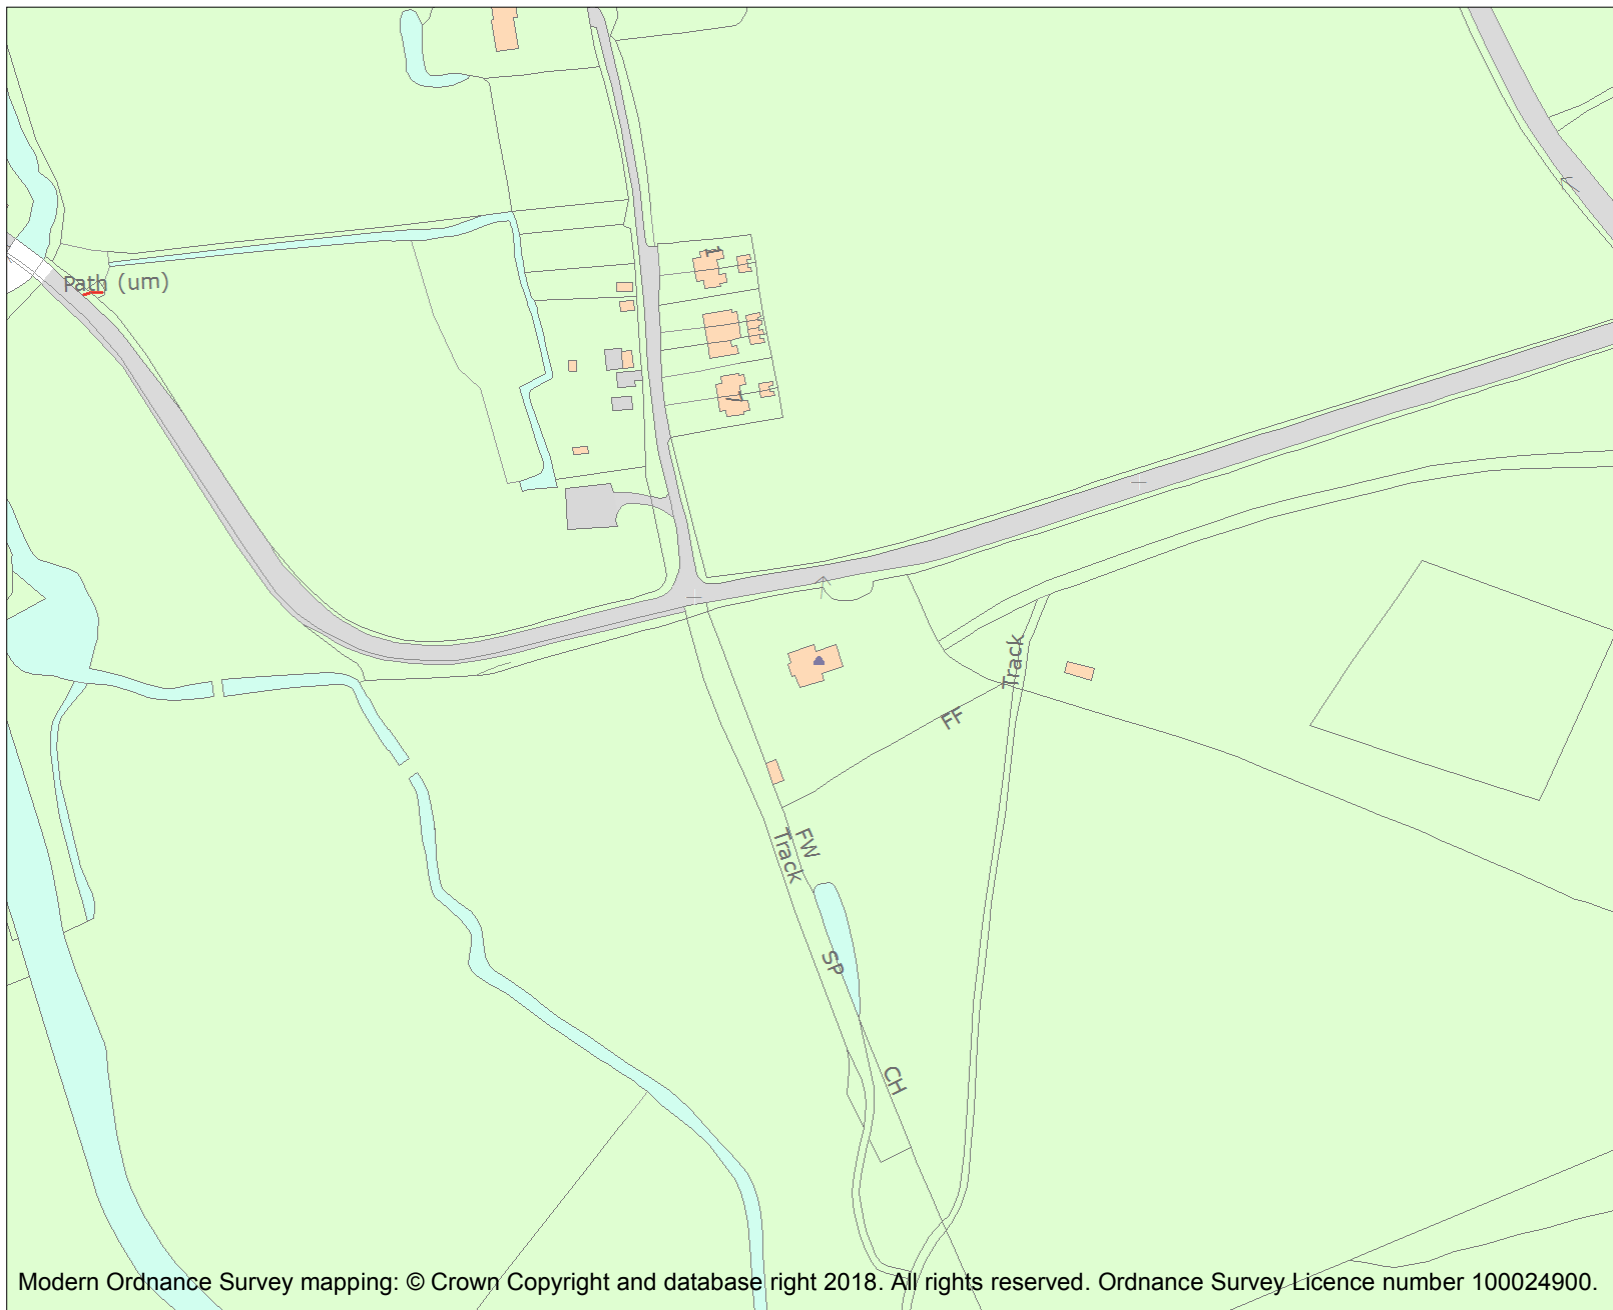 1
Path (um)
7
Track
FF
FW
Track
SP
CH
Modern Ordnance Survey mapping: © Crown Copyright and database right 2018. All rights reserved. Ordnance Survey Licence number 100024900.